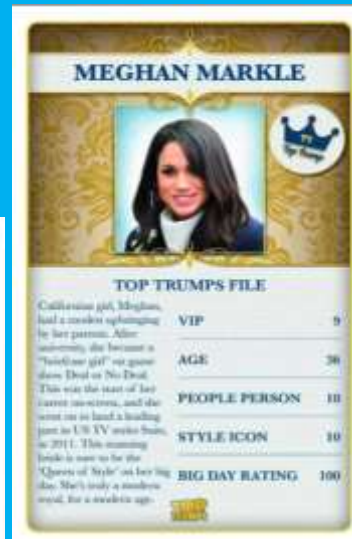 MEGHAN MARKLE
Top Trumps
TOP TRUMPS FILE
Californian girl, Meghan,
had a modest upbringing
by her parents. After
university, she became a
"briefcase girl" on game
show Deal or No Deal.
This was the start of her
career on-screen, and she
went on to land a leading
part in US TV series Suits,
in 2011. This stunning
bride is sure to be the
'Queen of Style' on her big
day. She's truly a modern
royal, for a modern age.
VIP 9
AGE 36
PEOPLE PERSON 10
STYLE ICON 10
BIG DAY RATING 100
TOP TRUMPS